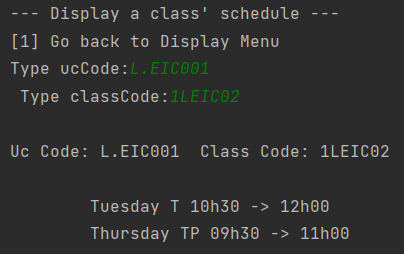 --- Display a class' schedule ---
[1] Go back to Display Menu
Type ucCode:L.EIC001
Type classCode:1LEIC02
Uc Code: L.EIC001  Class Code: 1LEIC02
Tuesday T 10h30 -> 12h00
Thursday TP 09h30 -> 11h00